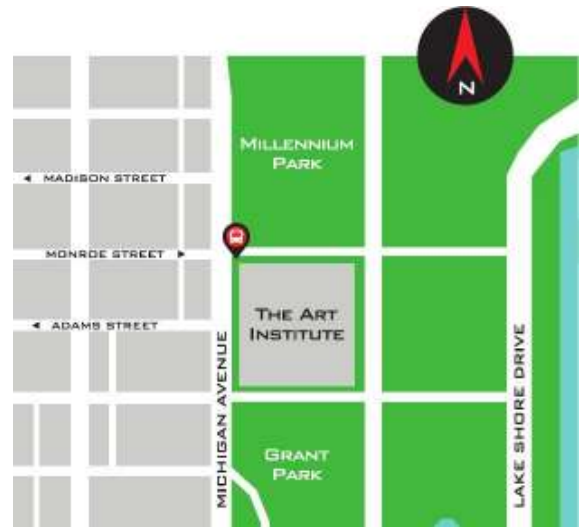 N
MILLENNIUM
PARK
MADISON STREET
MONROE STREET
THE ART
INSTITUTE
ADAMS STREET
MICHIGAN AVENUE
LAKE SHORE DRIVE
GRANT
PARK